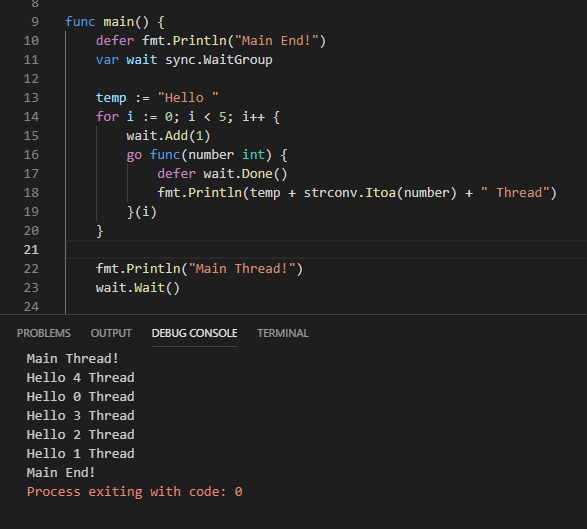 8
9 func main() {
10 defer fmt.Println("Main End!")
11 var wait sync.WaitGroup
12
13 temp := "Hello "
14 for i := 0; i < 5; i++ {
15 wait.Add(1)
16 go func(number int) {
17 defer wait.Done()
18 fmt.Println(temp + strconv.Itoa(number) + " Thread")
19 }(i)
20 }
21
22 fmt.Println("Main Thread!")
23 wait.Wait()
24
PROBLEMS OUTPUT DEBUG CONSOLE TERMINAL
Main Thread!
Hello 4 Thread
Hello 0 Thread
Hello 3 Thread
Hello 2 Thread
Hello 1 Thread
Main End!
Process exiting with code: 0